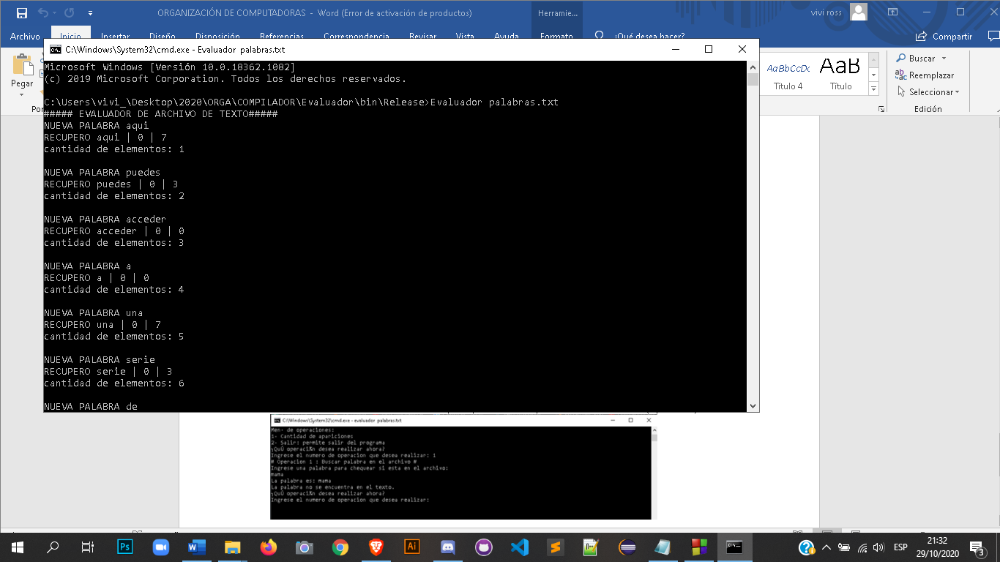 ORGANIZACIÓN DE COMPUTADORAS - Word (Error de activación de productos)
Herramie...
vivi ross
Archivo Inicio Insertar Diseño Disposición Referencias Correspondencia Revisar Vista Ayuda Formato ¿Qué desea hacer? Compartir
C:\Windows\System32\cmd.exe - Evaluador palabras.txt
Pegar
AaBbCcDc AaB
Título 4 Título
Buscar
Reemplazar
Seleccionar
Edición
Microsoft Windows [Versión 10.0.18362.1082]
(c) 2019 Microsoft Corporation. Todos los derechos reservados.
C:\Users\vivi_\Desktop\2020\ORGA\COMPILADOR\Evaluador\bin\Release>Evaluador palabras.txt
##### EVALUADOR DE ARCHIVO DE TEXTO#####
NUEVA PALABRA aqui
RECUPERO aqui | 0 | 7
cantidad de elementos: 1
NUEVA PALABRA puedes
RECUPERO puedes | 0 | 3
cantidad de elementos: 2
NUEVA PALABRA acceder
RECUPERO acceder | 0 | 0
cantidad de elementos: 3
NUEVA PALABRA a
RECUPERO a | 0 | 0
cantidad de elementos: 4
NUEVA PALABRA una
RECUPERO una | 0 | 7
cantidad de elementos: 5
NUEVA PALABRA serie
RECUPERO serie | 0 | 3
cantidad de elementos: 6
NUEVA PALABRA de
C:\Windows\System32\cmd.exe - evaluador palabras.txt
de operaciones:
1- Cantidad de apariciones
2- Salir: permite salir del programa
desea realizar ahora?
Ingrese el numero de operacion que desea realizar: 1
# Operacion 1 : Buscar palabra en el archivo #
Ingrese una palabra para chequear si esta en el archivo:
mama
La palabra es: mama
La palabra no se encuentra en el texto.
desea realizar ahora?
Ingrese el numero de operacion que desea realizar:
Ps
Ai
ESP
21:32
29/10/2020
3